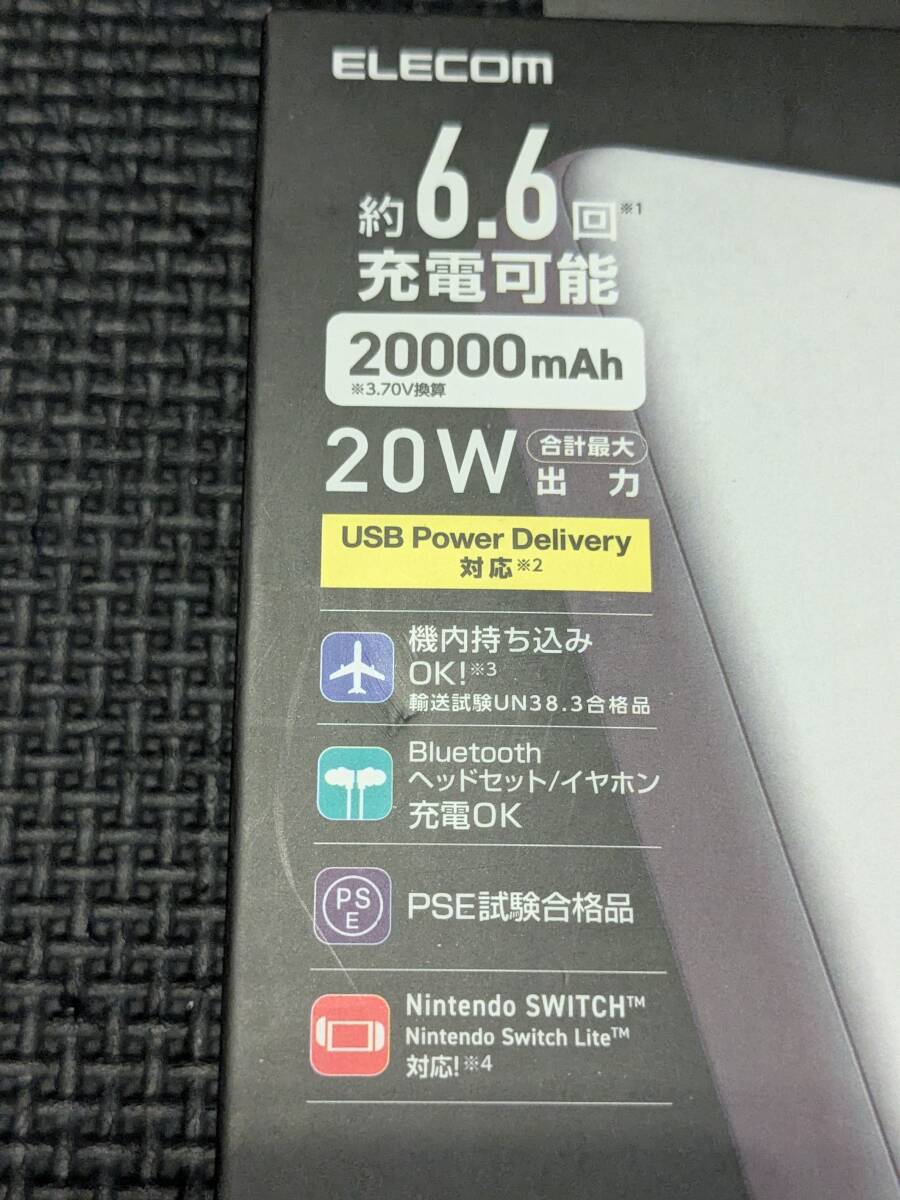 ELECOM
約6.6回※1
充電可能
20000mAh
※3.70V換算
20W 合計最大
出力
USB Power Delivery
対応※2
機内持ち込み
OK!※3
輸送試験UN38.3合格品
Bluetooth
ヘッドセット/イヤホン
充電OK
PS
E
PSE試験合格品
Nintendo SWITCH™
Nintendo Switch Lite™
対応!※4